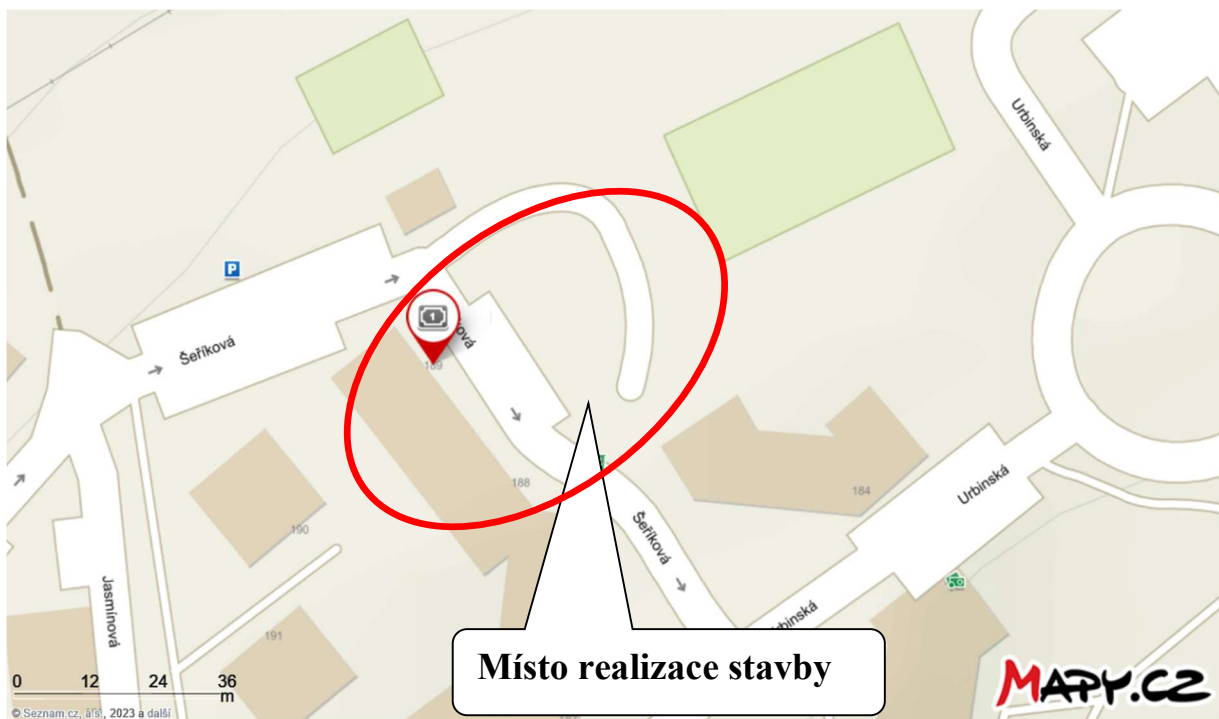 Urbinská
P
Šeříková
1
189
188
184
Urbinská
190
Šeříková
Jasmínová
191
Urbinská
Místo realizace stavby
0 12 24 36
m
© Seznam.cz, a.s., 2023 a další
MAPY.CZ